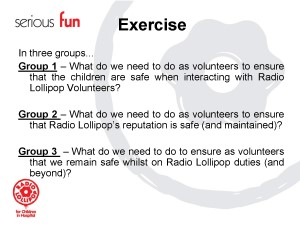 serious fun
Exercise
In three groups...
Group 1 – What do we need to do as volunteers to ensure
that the children are safe when interacting with Radio
Lollipop Volunteers?
Group 2 – What do we need to do as volunteers to ensure
that Radio Lollipop's reputation is safe (and maintained)?
Group 3 – What do we need to do to ensure as volunteers
that we remain safe whilst on Radio Lollipop duties (and
beyond)?
RADIO
LOLLIPOP
for Children
in Hospital